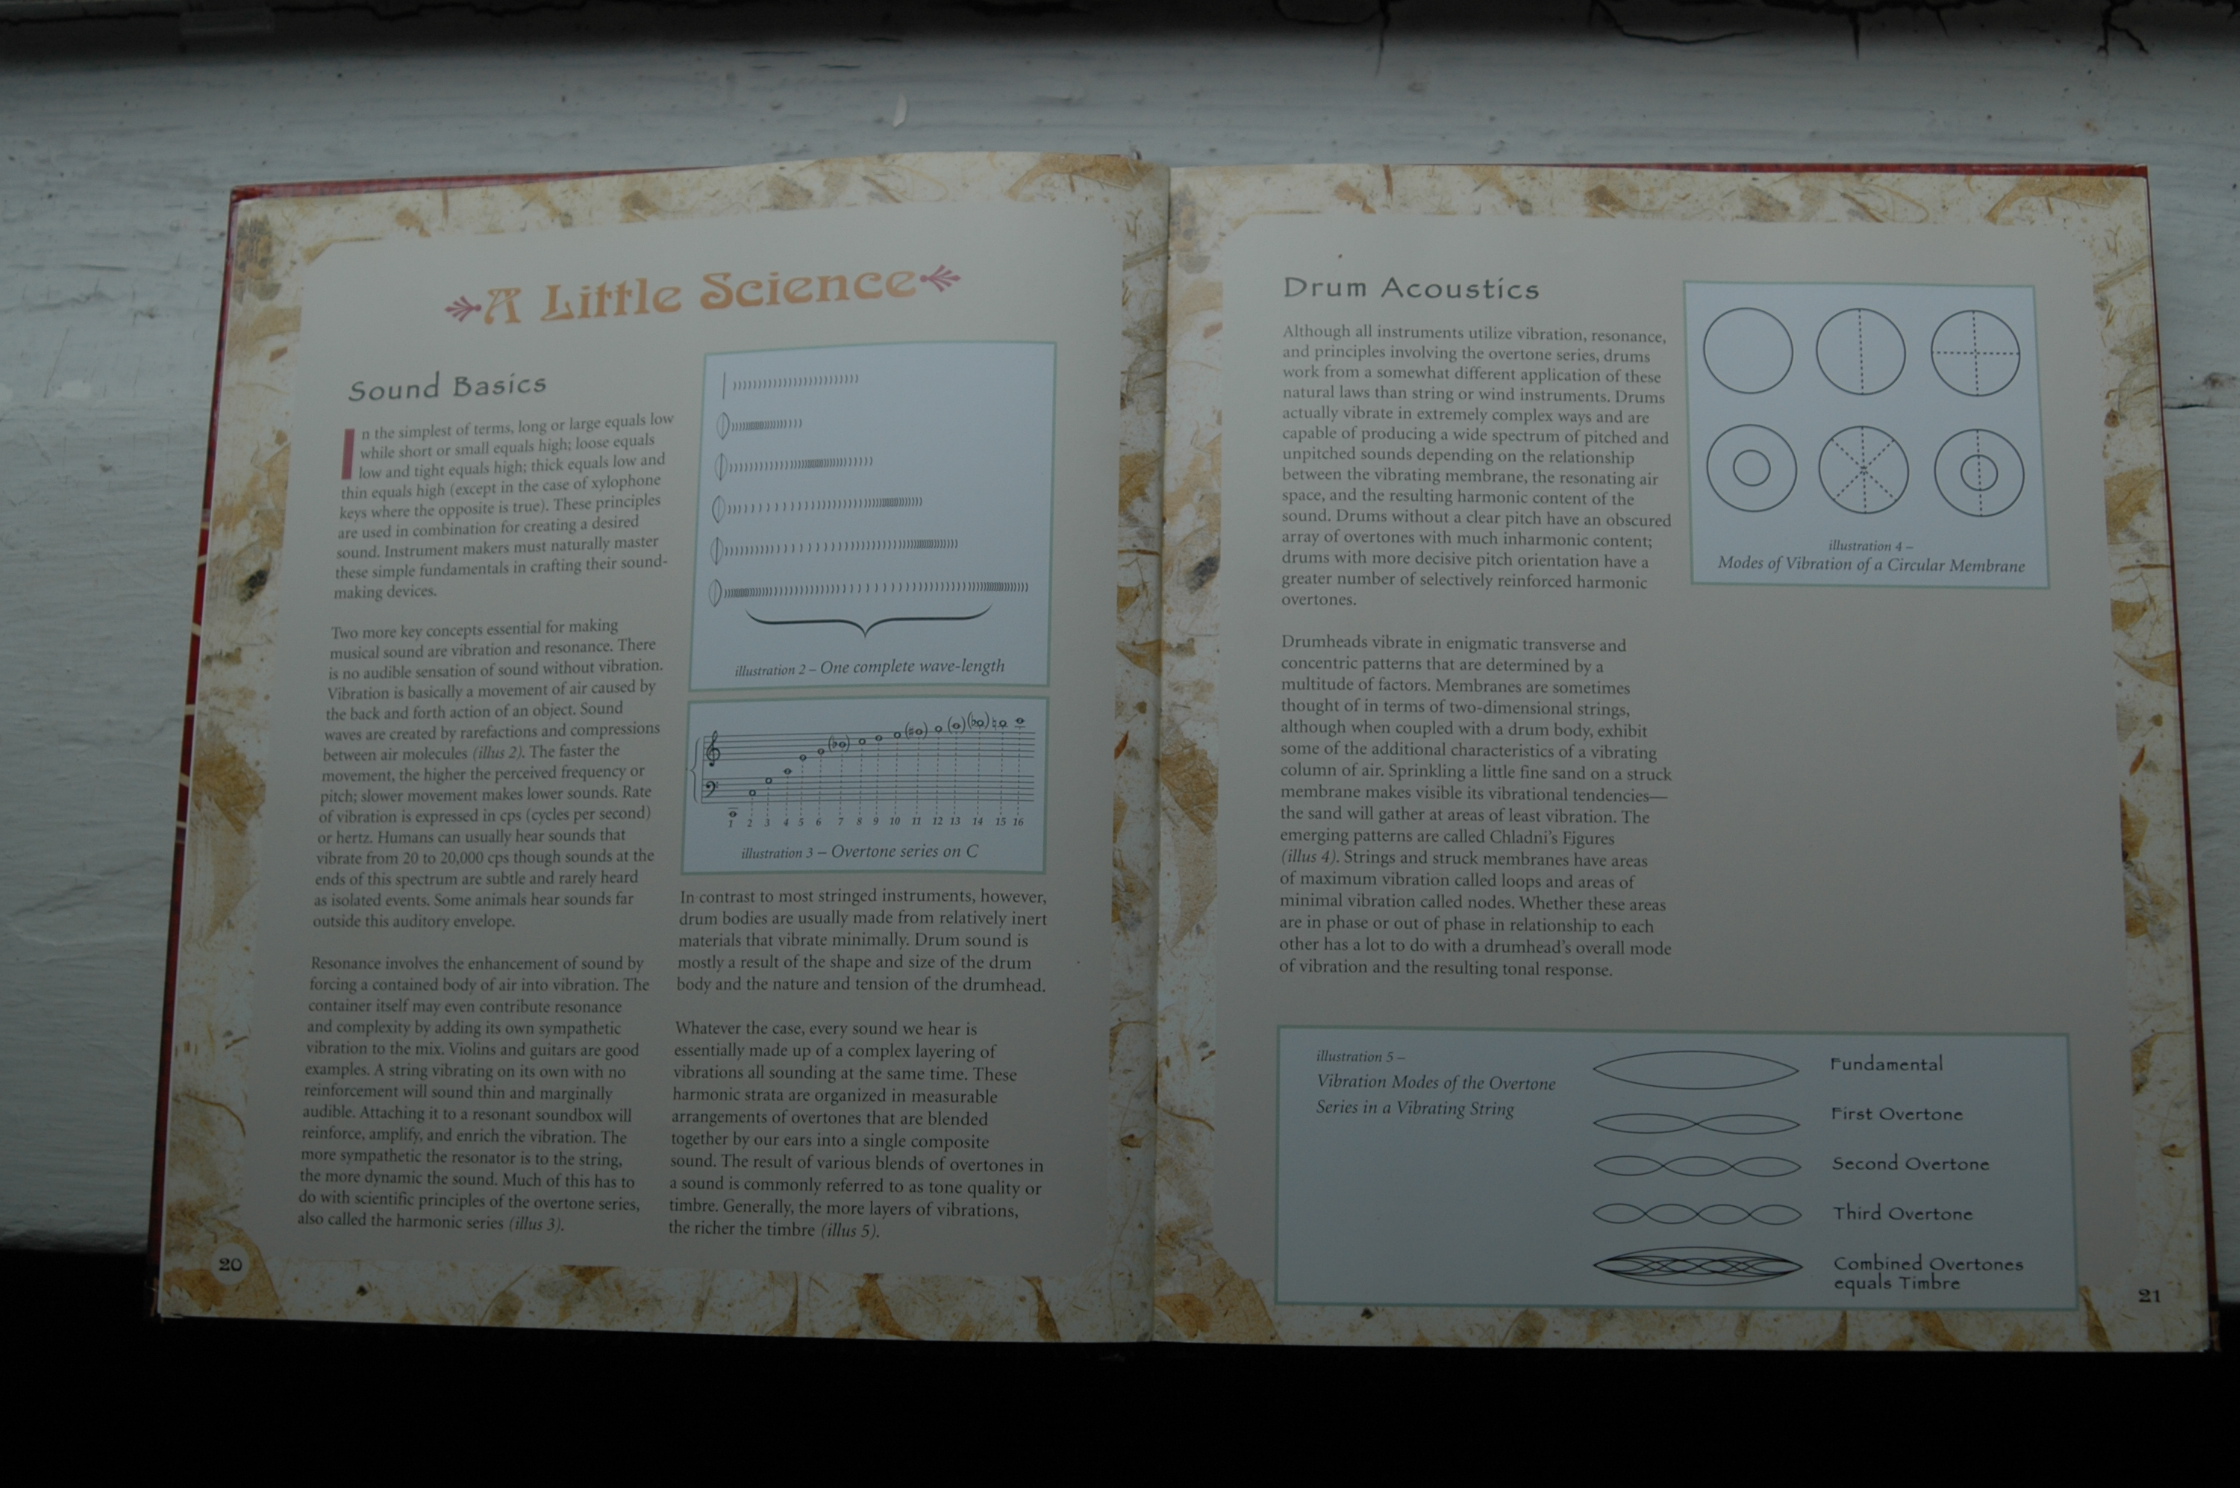 A Little Science
Sound Basics
In the simplest of terms, long or large equals low
while short or small equals high; loose equals
low and tight equals high; thick equals low and
thin equals high (except in the case of xylophone
keys where the opposite is true). These principles
are used in combination for creating a desired
sound. Instrument makers must naturally master
these simple fundamentals in crafting their sound-
making devices.
Two more key concepts essential for making
musical sound are vibration and resonance. There
is no audible sensation of sound without vibration.
Vibration is basically a movement of air caused by
the back and forth action of an object. Sound
waves are created by rarefactions and compressions
between air molecules (illus 2). The faster the
movement, the higher the perceived frequency or
pitch; slower movement makes lower sounds. Rate
of vibration is expressed in cps (cycles per second)
or hertz. Humans can usually hear sounds that
vibrate from 20 to 20,000 cps though sounds at the
ends of this spectrum are subtle and rarely heard
as isolated events. Some animals hear sounds far
outside this auditory envelope.
Resonance involves the enhancement of sound by
forcing a contained body of air into vibration. The
container itself may even contribute resonance
and complexity by adding its own sympathetic
vibration to the mix. Violins and guitars are good
examples. A string vibrating on its own with no
reinforcement will sound thin and marginally
audible. Attaching it to a resonant soundbox will
reinforce, amplify, and enrich the vibration. The
more sympathetic the resonator is to the string,
the more dynamic the sound. Much of this has to
do with scientific principles of the overtone series,
also called the harmonic series (illus 3).
20
illustration 2 – One complete wave-length
1 2 3 4 5 6 7 8 9 10 11 12 13 14 15 16
illustration 3 – Overtone series on C
In contrast to most stringed instruments, however,
drum bodies are usually made from relatively inert
materials that vibrate minimally. Drum sound is
mostly a result of the shape and size of the drum
body and the nature and tension of the drumhead.
Whatever the case, every sound we hear is
essentially made up of a complex layering of
vibrations all sounding at the same time. These
harmonic strata are organized in measurable
arrangements of overtones that are blended
together by our ears into a single composite
sound. The result of various blends of overtones in
a sound is commonly referred to as tone quality or
timbre. Generally, the more layers of vibrations,
the richer the timbre (illus 5).
Drum Acoustics
Although all instruments utilize vibration, resonance,
and principles involving the overtone series, drums
work from a somewhat different application of these
natural laws than string or wind instruments. Drums
actually vibrate in extremely complex ways and are
capable of producing a wide spectrum of pitched and
unpitched sounds depending on the relationship
between the vibrating membrane, the resonating air
space, and the resulting harmonic content of the
sound. Drums without a clear pitch have an obscured
array of overtones with much inharmonic content;
drums with more decisive pitch orientation have a
greater number of selectively reinforced harmonic
overtones.
Drumheads vibrate in enigmatic transverse and
concentric patterns that are determined by a
multitude of factors. Membranes are sometimes
thought of in terms of two-dimensional strings,
although when coupled with a drum body, exhibit
some of the additional characteristics of a vibrating
column of air. Sprinkling a little fine sand on a struck
membrane makes visible its vibrational tendencies—
the sand will gather at areas of least vibration. The
emerging patterns are called Chladni's Figures
(illus 4). Strings and struck membranes have areas
of maximum vibration called loops and areas of
minimal vibration called nodes. Whether these areas
are in phase or out of phase in relationship to each
other has a lot to do with a drumhead's overall mode
of vibration and the resulting tonal response.
illustration 4 –
Modes of Vibration of a Circular Membrane
illustration 5 –
Vibration Modes of the Overtone
Series in a Vibrating String
Fundamental
First Overtone
Second Overtone
Third Overtone
Combined Overtones
equals Timbre
21